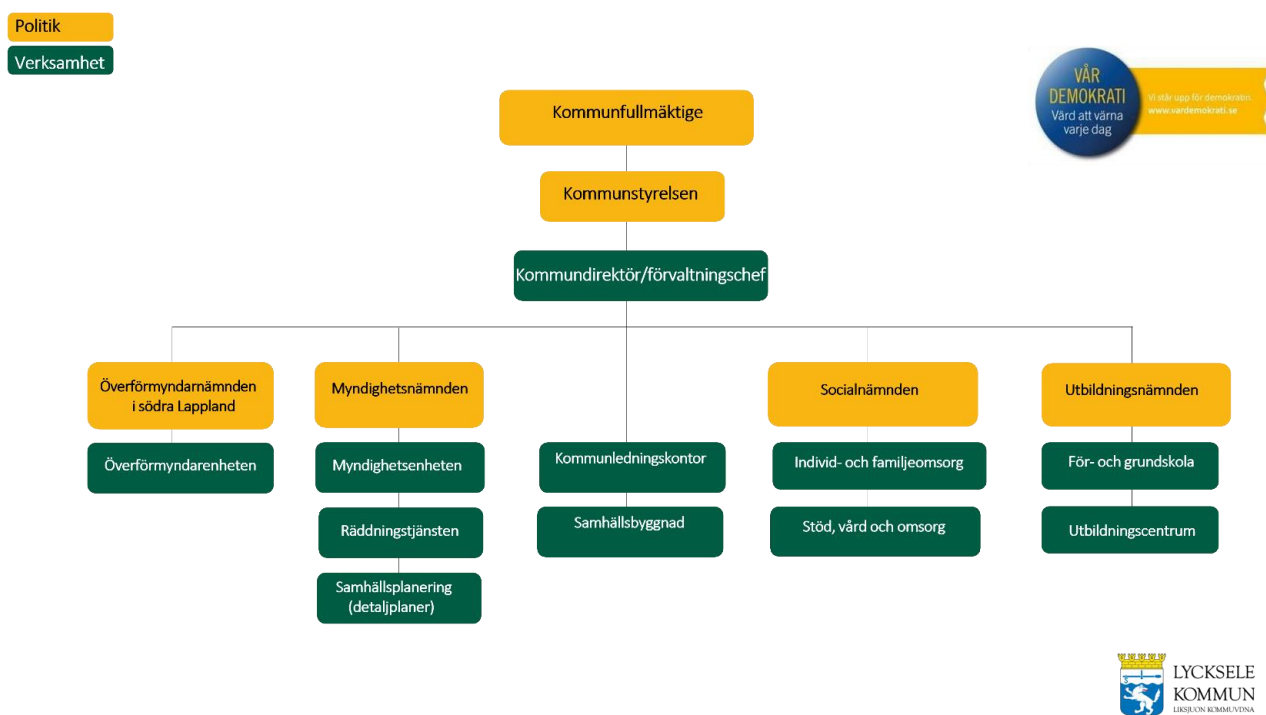 Politik
Verksamhet
VÅR
DEMOKRATI
Värd att värna
varje dag
Vi står upp för demokratin.
www.vardemokrati.se
Kommunfullmäktige
Kommunstyrelsen
Kommundirektör/förvaltningschef
Överförmyndarnämnden
i södra Lappland
Myndighetsnämnden
Socialnämnden
Utbildningsnämnden
Överförmyndarenheten
Myndighetsenheten
Kommunledningskontor
Individ- och familjeomsorg
För- och grundskola
Räddningstjänsten
Samhällsbyggnad
Stöd, vård och omsorg
Utbildningscentrum
Samhällsplanering
(detaljplaner)
LYCKSELE
KOMMUN
LIKSJUON KOMMUVDNA